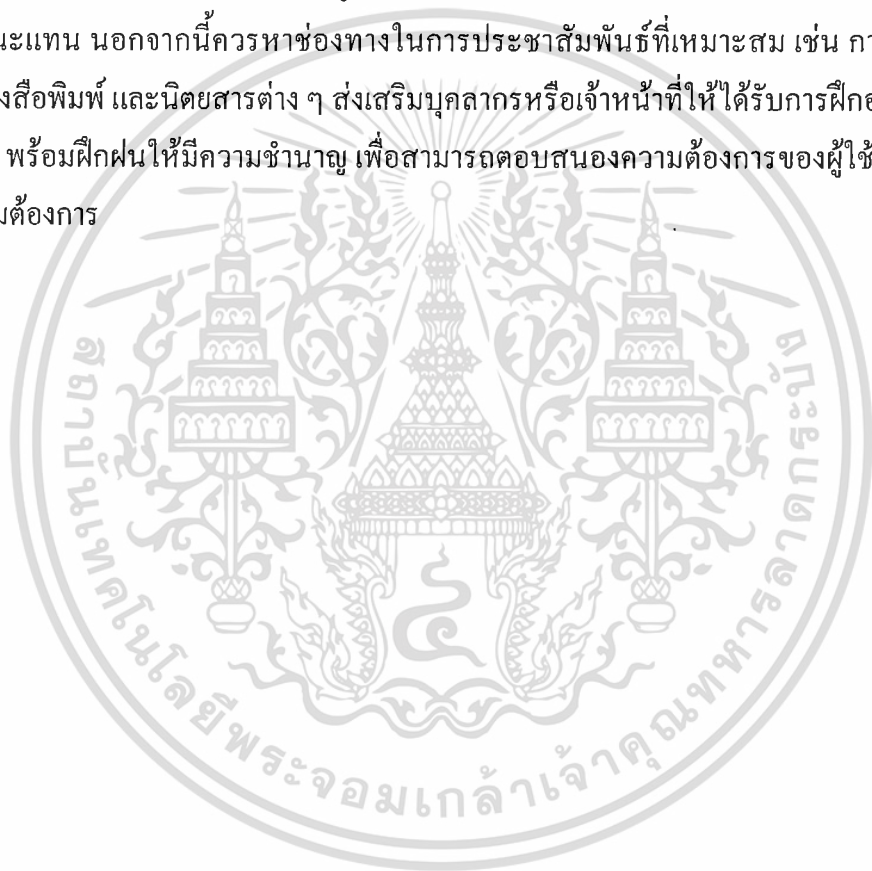 นะแทน นอกจากนี้ควรหาช่องทางในการประชาสัมพันธ์ที่เหมาะสม เช่น กา
งสือพิมพ์ และนิตยสารต่าง ๆ ส่งเสริมบุคลากรหรือเจ้าหน้าที่ให้ได้รับการฝึกอ
พร้อมฝึกฝนให้มีความชำนาญ เพื่อสามารถตอบสนองความต้องการของผู้ใช้
มต้องการ
สถาบันเทคโนโลยีพระจอมเกล้าเจ้าคุณทหารลาดกระบัง
๔